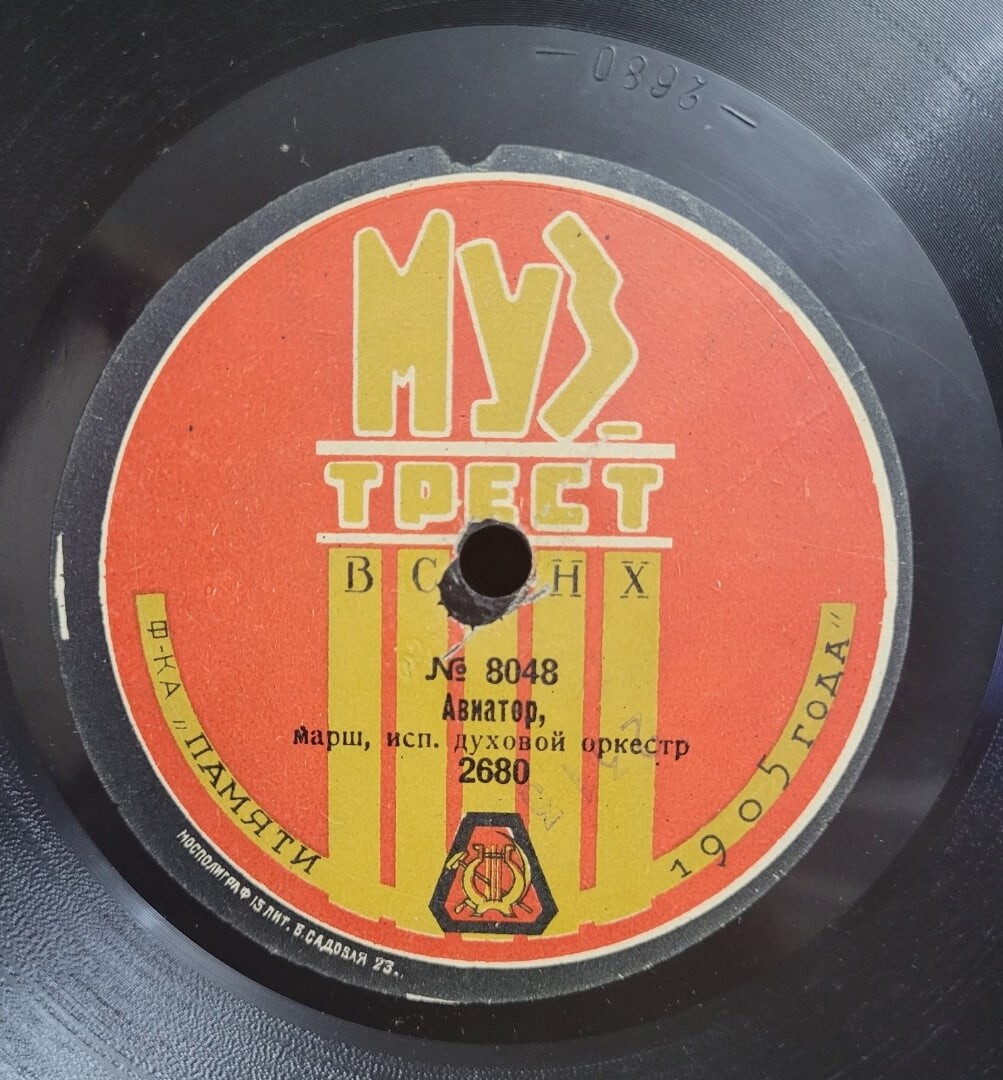 — 2680 —
МУЗ-
ТРЕСТ
ВСНХ
№ 8048
Авиатор,
марш, исп. духовой оркестр
2680
Ф-КА „ПАМЯТИ 1905 ГОДА"
МОСПОЛИГРАФ 15 ЛИТ. Б. САДОВАЯ 23.